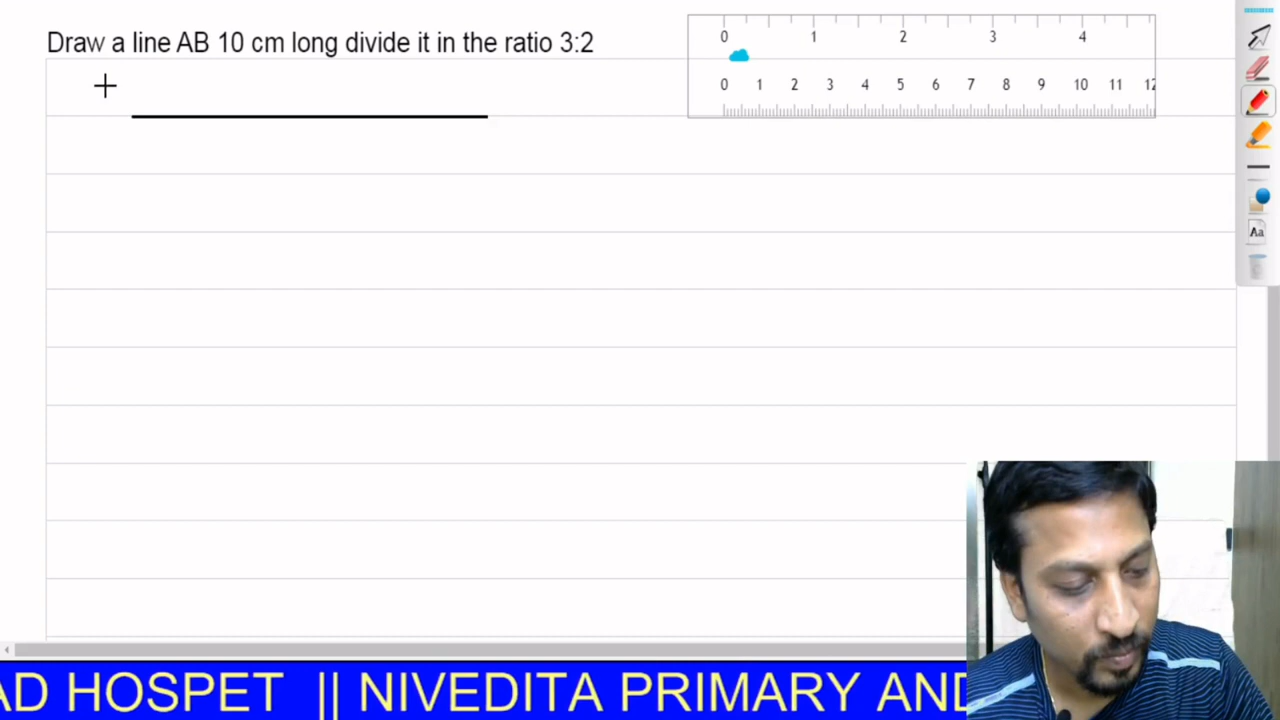 Draw a line AB 10 cm long divide it in the ratio 3:2
0 1 2 3 4
0 1 2 3 4 5 6 7 8 9 10 11 12
Aa
AD HOSPET || NIVEDITA PRIMARY AND